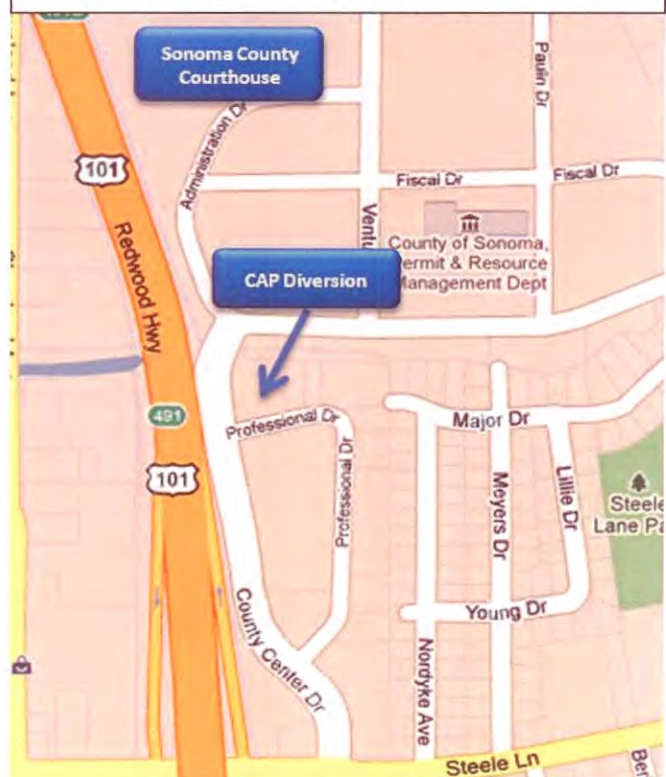 Sonoma County
Courthouse
Paulin Dr
Administration Dr
101
Fiscal Dr
Fiscal Dr
Redwood Hwy
County of Sonoma,
Permit & Resource
Management Dept
CAP Diversion
491
Professional Dr
Major Dr
101
Professional Dr
Meyers Dr
Lillie Dr
Steele
Lane Pa
County Center Dr
Young Dr
Nordyke Ave
Steele Ln